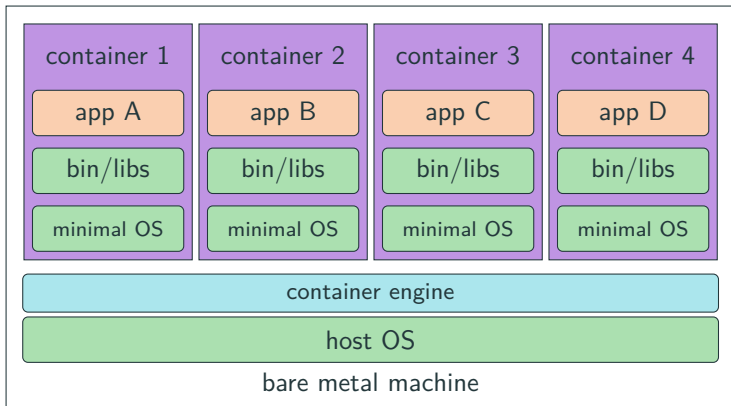 container 1
app A
bin/libs
minimal OS
container 2
app B
bin/libs
minimal OS
container 3
app C
bin/libs
minimal OS
container 4
app D
bin/libs
minimal OS
container engine
host OS
bare metal machine